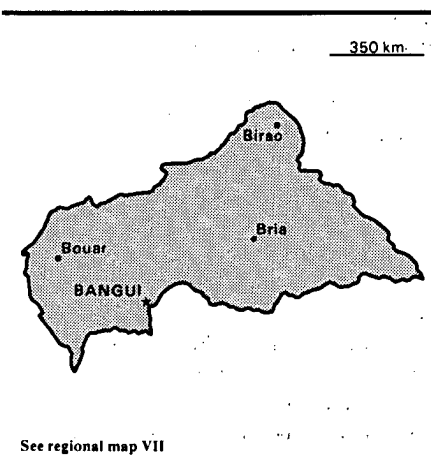 350 km
Birao
Bria
Bouar
BANGUI
See regional map VII